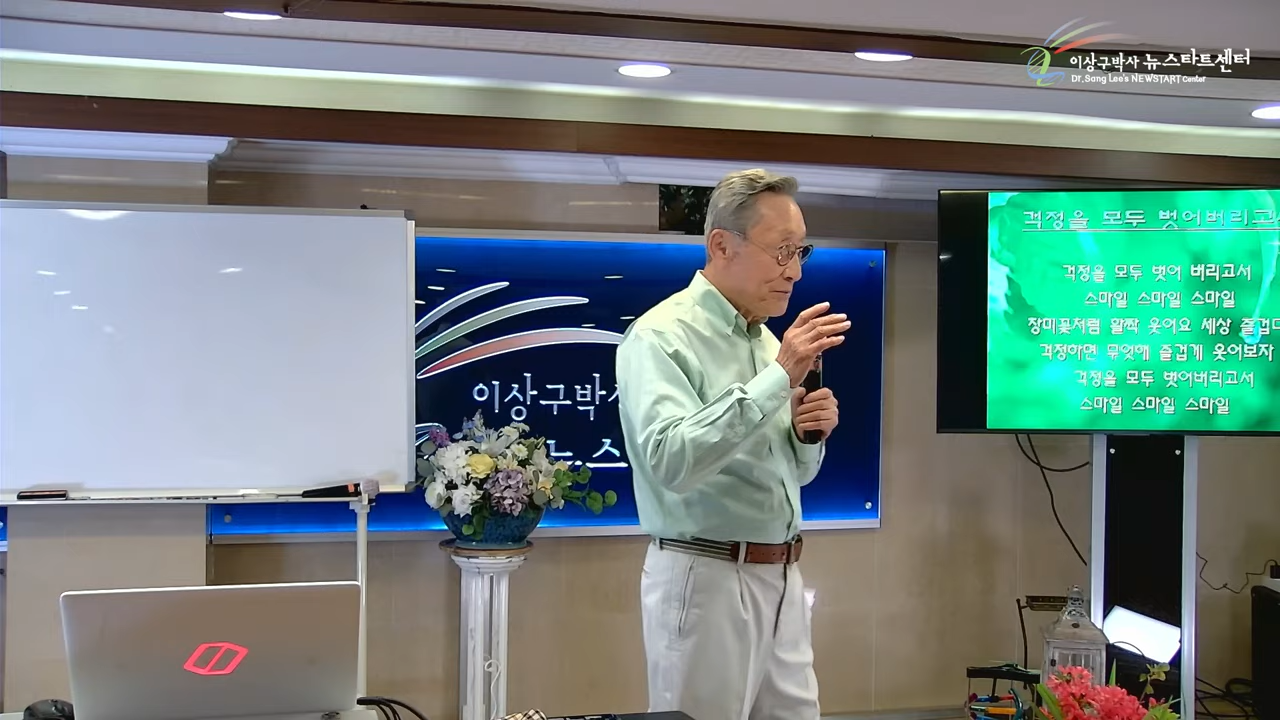 이상구박사 뉴스타트센터
Dr. Sang Lee's NEWSTART Center
걱정을 모두 벗어버리고
걱정을 모두 벗어 버리고서
스마일 스마일 스마일
장미꽃처럼 활짝 웃어요 세상 즐겁다
걱정하면 무엇해 즐겁게 웃어보자
걱정을 모두 벗어버리고서
스마일 스마일 스마일
이상구박사
뉴스